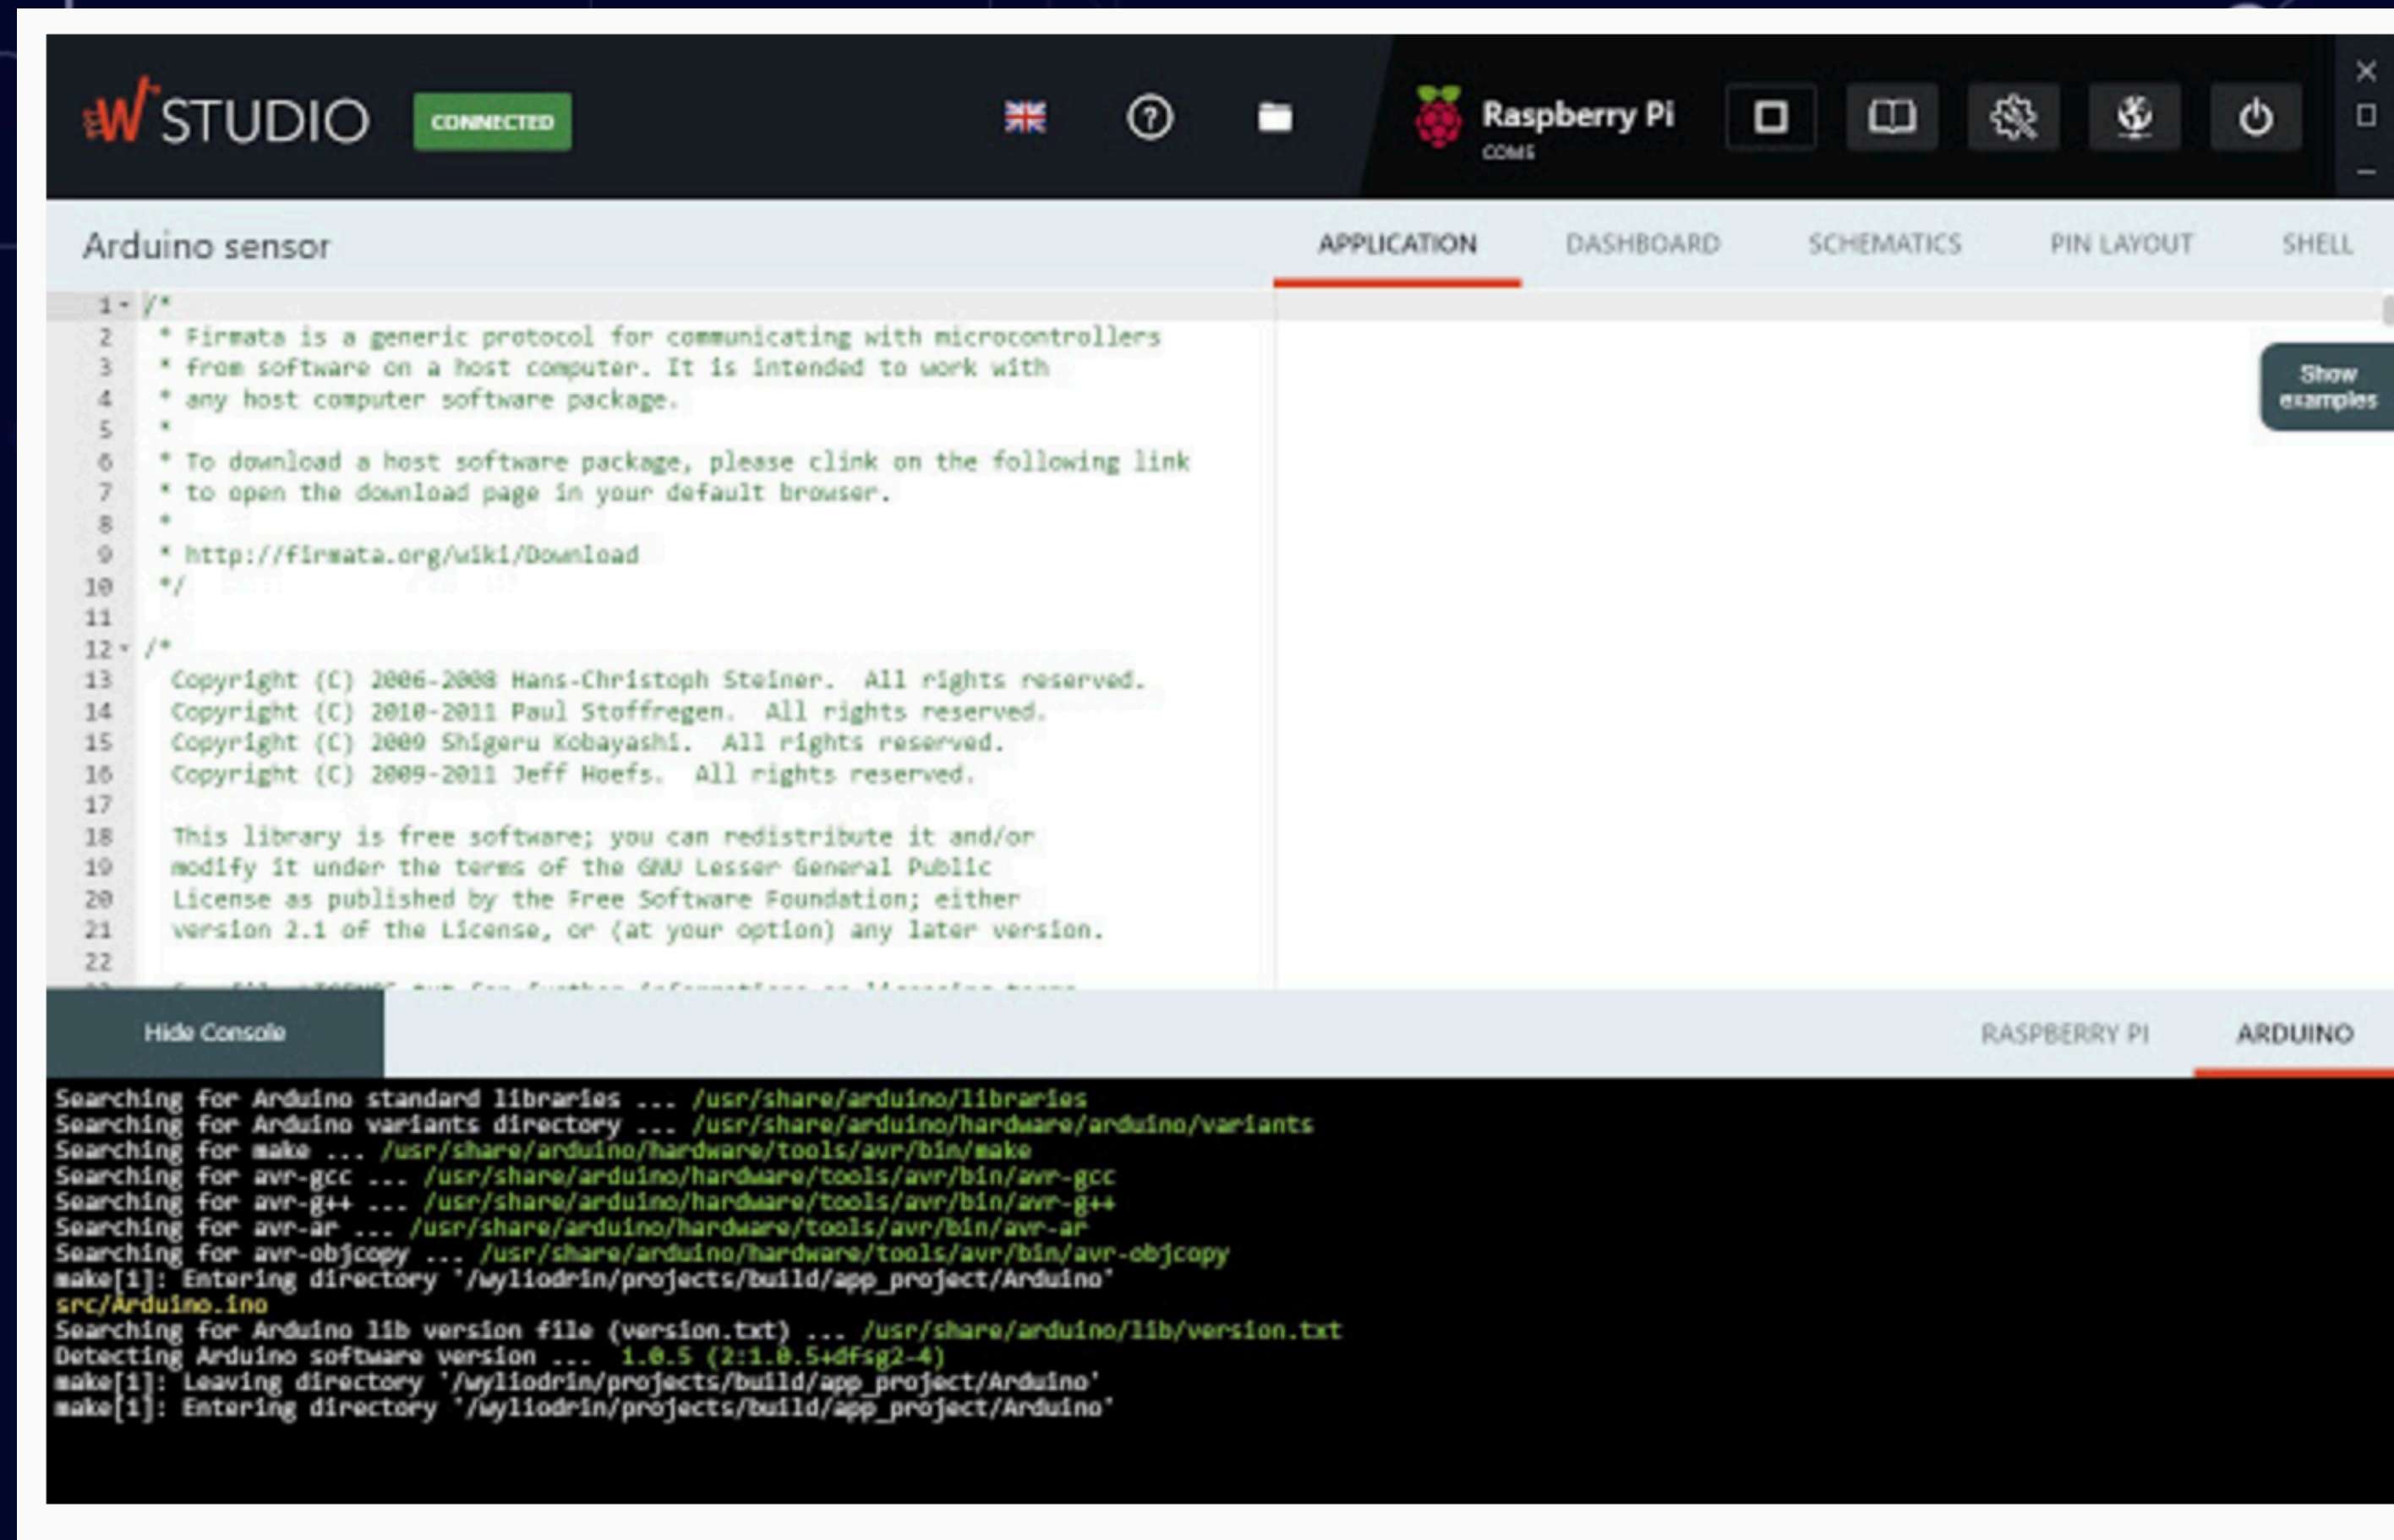 W STUDIO
CONNECTED
Raspberry Pi
COM5
Arduino sensor
APPLICATION
DASHBOARD
SCHEMATICS
PIN LAYOUT
SHELL
1 /*
2 * Firmata is a generic protocol for communicating with microcontrollers
3 * from software on a host computer. It is intended to work with
4 * any host computer software package.
5 *
6 * To download a host software package, please clink on the following link
7 * to open the download page in your default browser.
8 *
9 * http://firmata.org/wiki/Download
10 */
11
12 /*
13 Copyright (C) 2006-2008 Hans-Christoph Steiner.  All rights reserved.
14 Copyright (C) 2010-2011 Paul Stoffregen.  All rights reserved.
15 Copyright (C) 2009 Shigeru Kobayashi.  All rights reserved.
16 Copyright (C) 2009-2011 Jeff Hoefs.  All rights reserved.
17
18 This library is free software; you can redistribute it and/or
19 modify it under the terms of the GNU Lesser General Public
20 License as published by the Free Software Foundation; either
21 version 2.1 of the License, or (at your option) any later version.
22
Show
examples
Hide Console
RASPBERRY PI
ARDUINO
Searching for Arduino standard libraries ... /usr/share/arduino/libraries
Searching for Arduino variants directory ... /usr/share/arduino/hardware/arduino/variants
Searching for make ... /usr/share/arduino/hardware/tools/avr/bin/make
Searching for avr-gcc ... /usr/share/arduino/hardware/tools/avr/bin/avr-gcc
Searching for avr-g++ ... /usr/share/arduino/hardware/tools/avr/bin/avr-g++
Searching for avr-ar ... /usr/share/arduino/hardware/tools/avr/bin/avr-ar
Searching for avr-objcopy ... /usr/share/arduino/hardware/tools/avr/bin/avr-objcopy
make[1]: Entering directory '/wyliodrin/projects/build/app_project/Arduino'
src/Arduino.ino
Searching for Arduino lib version file (version.txt) ... /usr/share/arduino/lib/version.txt
Detecting Arduino software version ...  1.0.5 (2:1.0.5+dfsg2-4)
make[1]: Leaving directory '/wyliodrin/projects/build/app_project/Arduino'
make[1]: Entering directory '/wyliodrin/projects/build/app_project/Arduino'